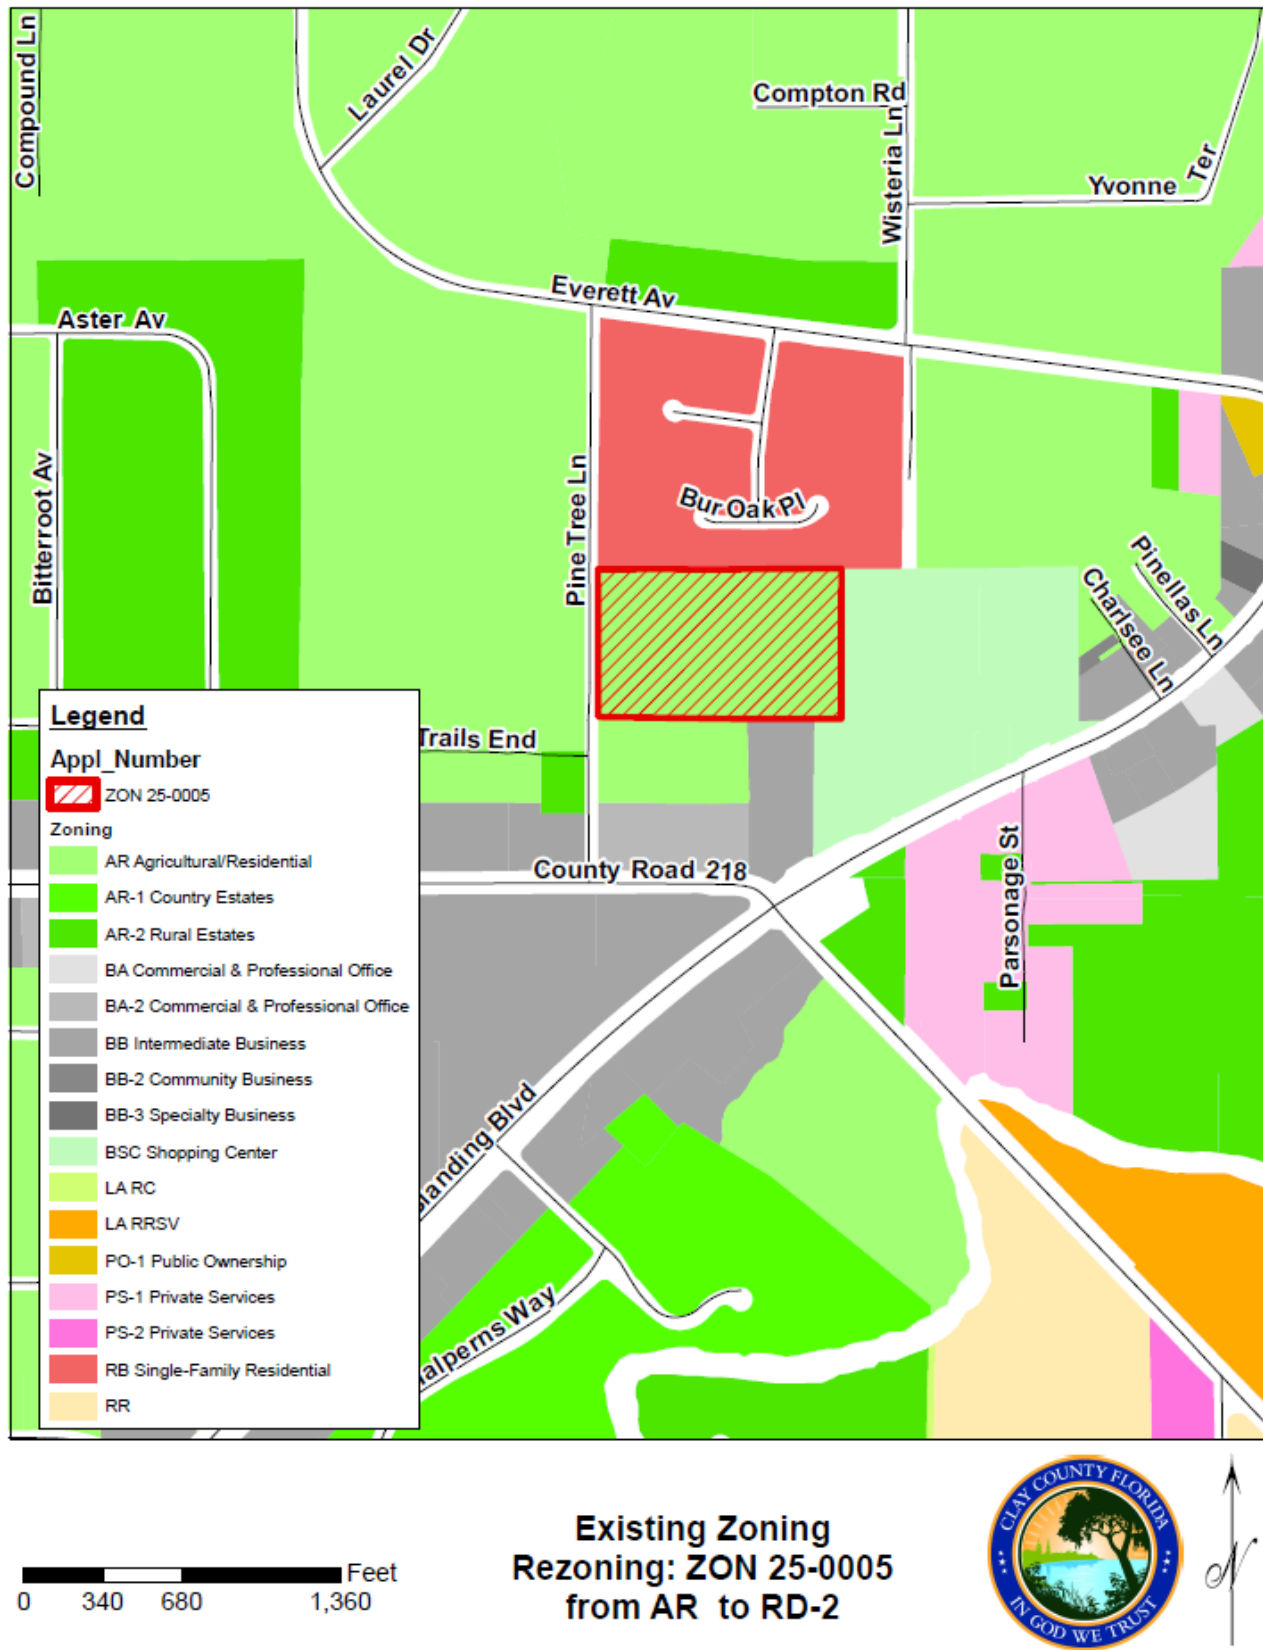 Compound Ln
Laurel Dr
Compton Rd
Wisteria Ln
Yvonne Ter
Everett Av
Aster Av
Bitterroot Av
Pine Tree Ln
Bur Oak Pl
Pinellas Ln
Charlsee Ln
Trails End
County Road 218
Parsonage St
landing Blvd
alperns Way
Legend
Appl_Number
ZON 25-0005
Zoning
AR Agricultural/Residential
AR-1 Country Estates
AR-2 Rural Estates
BA Commercial & Professional Office
BA-2 Commercial & Professional Office
BB Intermediate Business
BB-2 Community Business
BB-3 Specialty Business
BSC Shopping Center
LA RC
LA RRSV
PO-1 Public Ownership
PS-1 Private Services
PS-2 Private Services
RB Single-Family Residential
RR
Feet
0 340 680 1,360
Existing Zoning
Rezoning: ZON 25-0005
from AR to RD-2
CLAY COUNTY FLORIDA
IN GOD WE TRUST
N